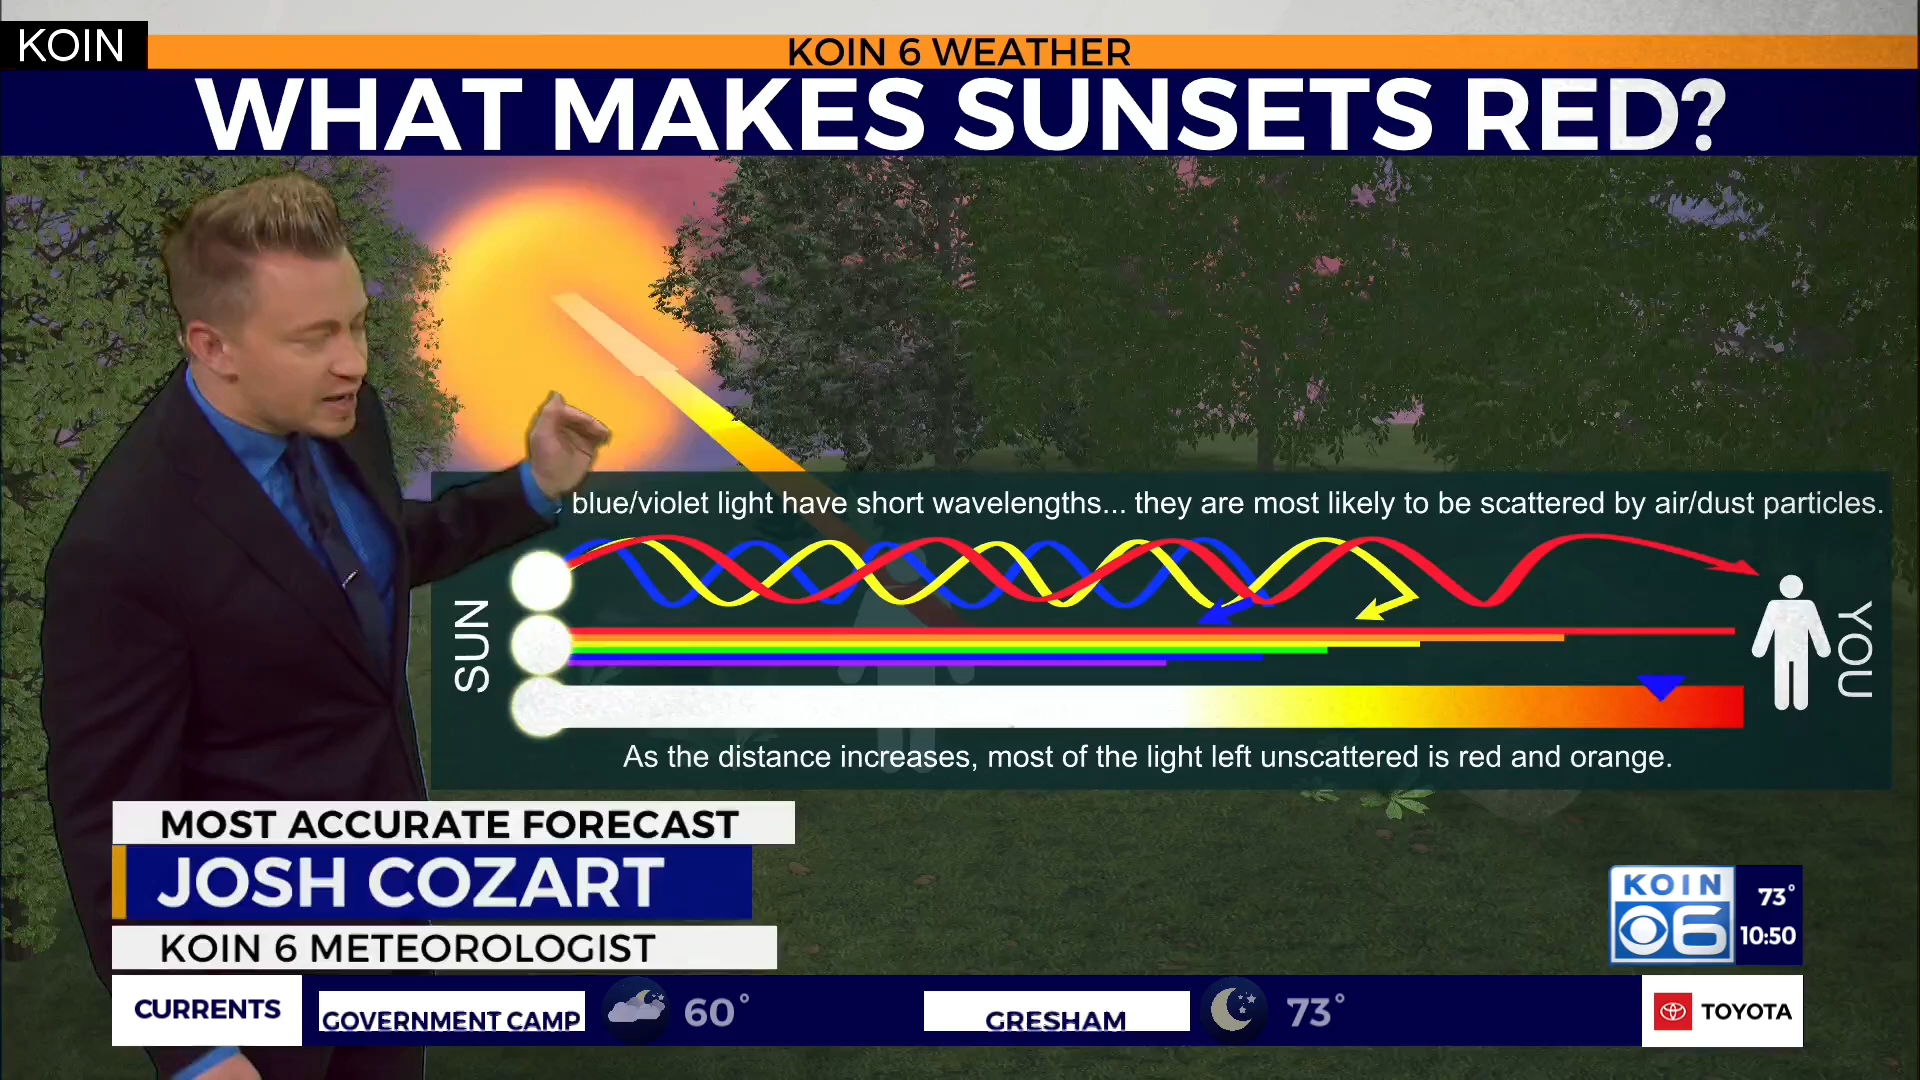 KOIN
KOIN 6 WEATHER
WHAT MAKES SUNSETS RED?
blue/violet light have short wavelengths... they are most likely to be scattered by air/dust particles.
SUN
YOU
As the distance increases, most of the light left unscattered is red and orange.
MOST ACCURATE FORECAST
JOSH COZART
KOIN 6 METEOROLOGIST
KOIN
6
73°
10:50
CURRENTS
GOVERNMENT CAMP
60°
GRESHAM
73°
TOYOTA